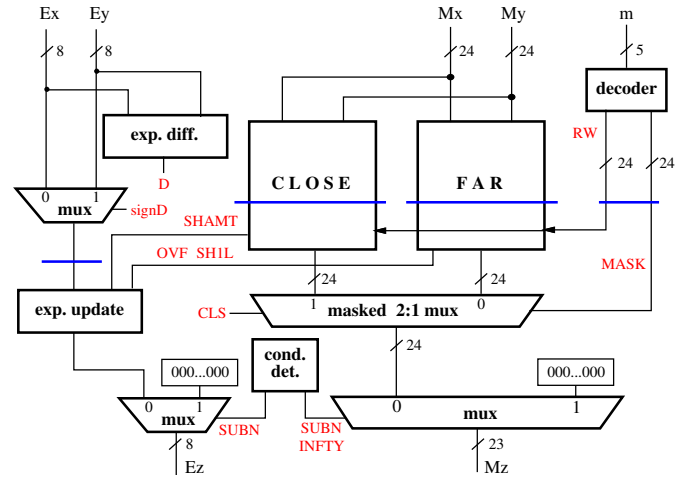 Ex Ey Mx My m
8 8 24 24 5
decoder
exp. diff.
RW
CLOSE FAR
24 24
D
0 1
mux
signD
SHAMT
OVF SH1L
MASK
24 24
exp. update
1 0
CLS
masked 2:1 mux
cond.
det.
24
000...000
000...000
0 1
mux
0 1
mux
SUBN
SUBN
INFTY
8
23
Ez
Mz